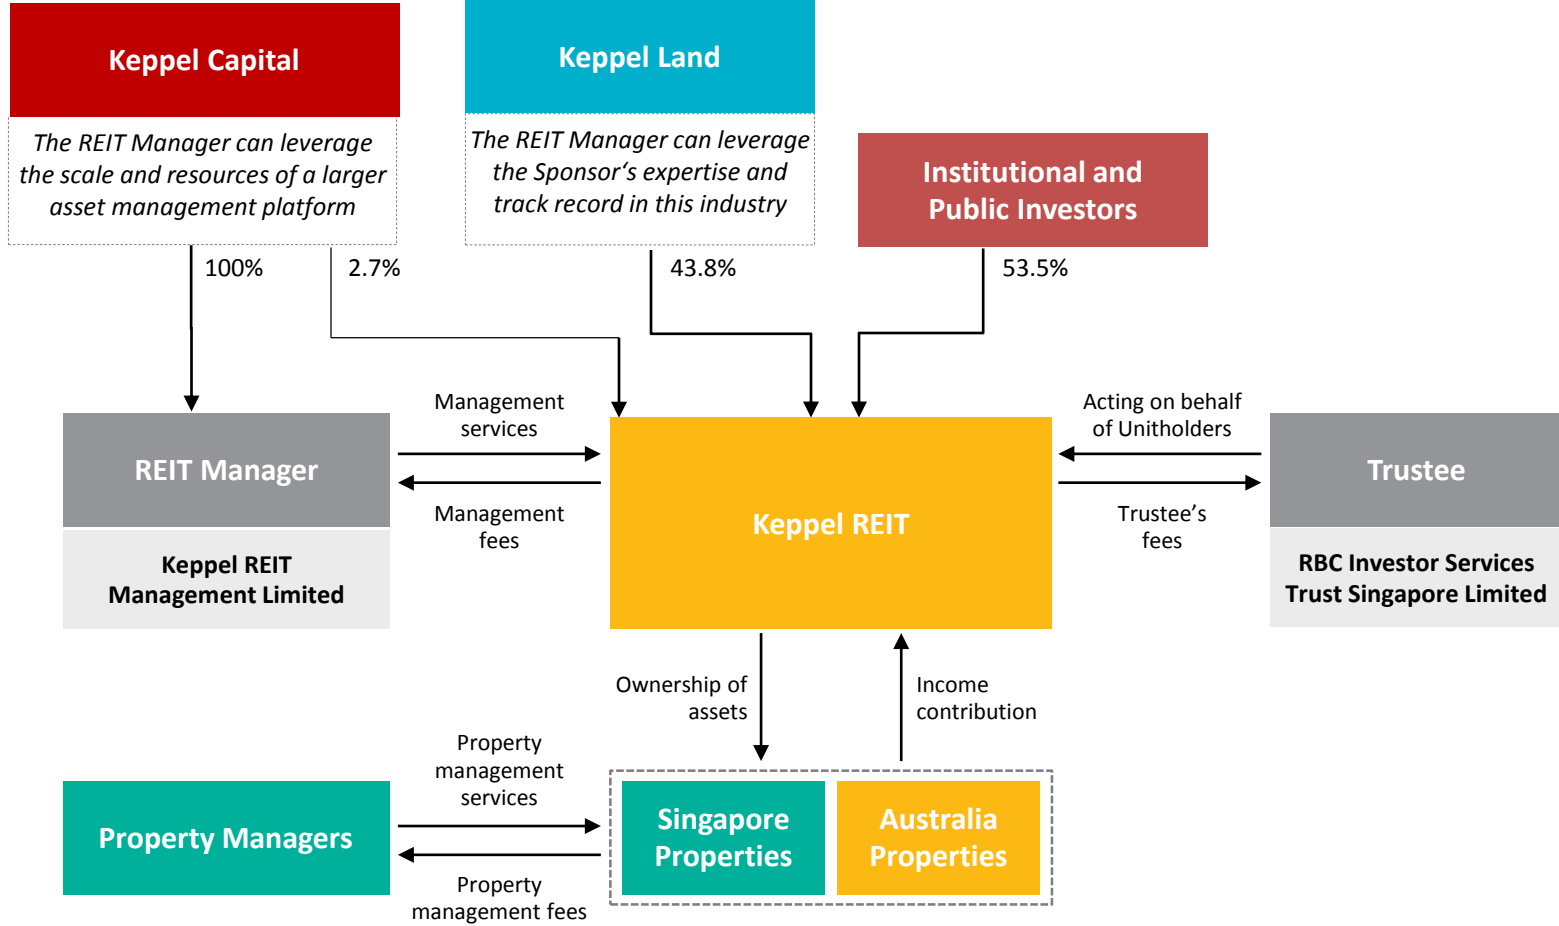 Keppel Capital
The REIT Manager can leverage
the scale and resources of a larger
asset management platform
Keppel Land
The REIT Manager can leverage
the Sponsor‘s expertise and
track record in this industry
Institutional and
Public Investors
100%
2.7%
43.8%
53.5%
REIT Manager
Keppel REIT
Management Limited
Management
services
Management
fees
Keppel REIT
Acting on behalf
of Unitholders
Trustee’s
fees
Trustee
RBC Investor Services
Trust Singapore Limited
Ownership of
assets
Income
contribution
Property Managers
Property
management
services
Property
management fees
Singapore
Properties
Australia
Properties